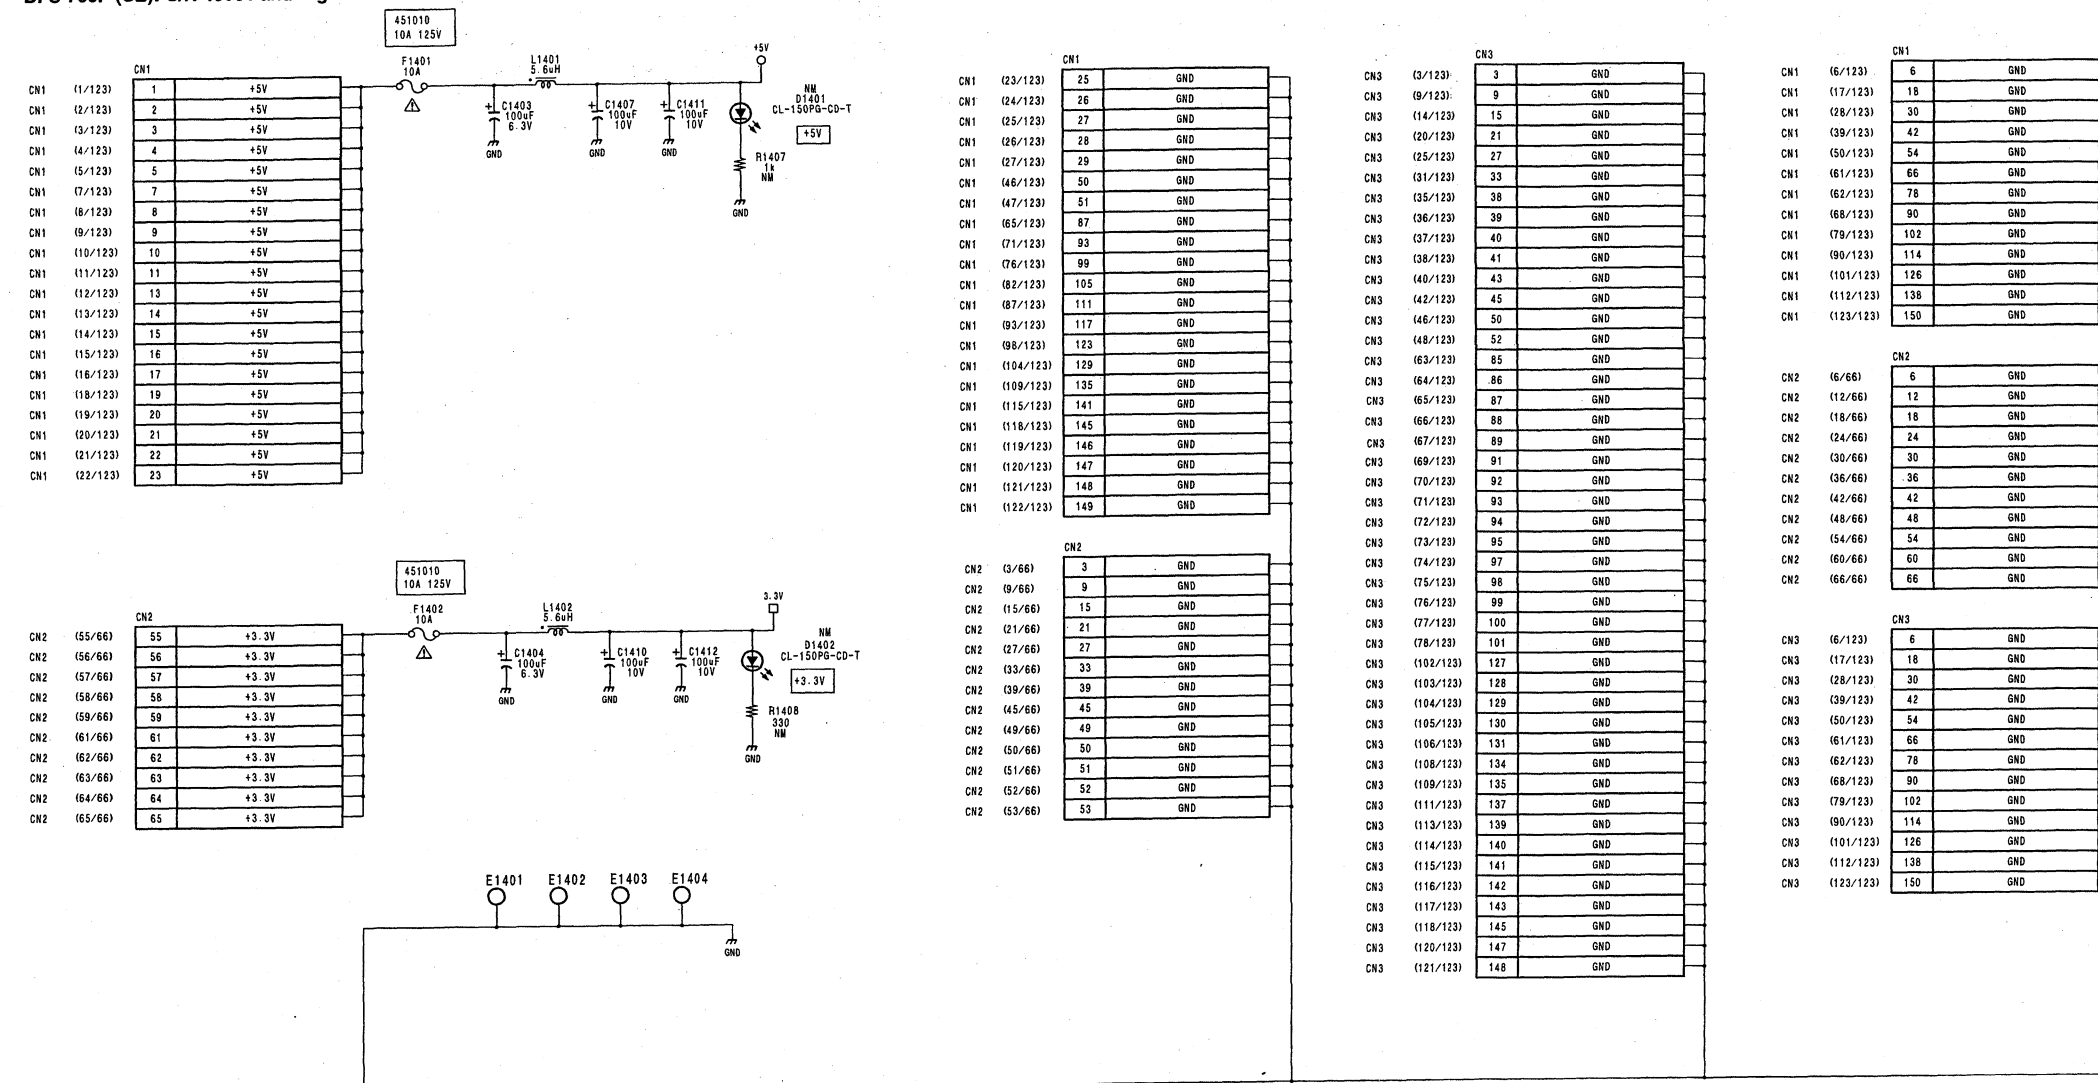 451010
10A 125V
F1401
10A
L1401
5.6uH
+5V
C1403
100uF
6.3V
C1407
100uF
10V
C1411
100uF
10V
NM
D1401
CL-150PG-CD-T
+5V
R1407
1k
NM
GND
GND
GND
GND
CN1
CN1 (1/123) 1 +5V
CN1 (2/123) 2 +5V
CN1 (3/123) 3 +5V
CN1 (4/123) 4 +5V
CN1 (5/123) 5 +5V
CN1 (7/123) 7 +5V
CN1 (8/123) 8 +5V
CN1 (9/123) 9 +5V
CN1 (10/123) 10 +5V
CN1 (11/123) 11 +5V
CN1 (12/123) 13 +5V
CN1 (13/123) 14 +5V
CN1 (14/123) 15 +5V
CN1 (15/123) 16 +5V
CN1 (16/123) 17 +5V
CN1 (18/123) 19 +5V
CN1 (19/123) 20 +5V
CN1 (20/123) 21 +5V
CN1 (21/123) 22 +5V
CN1 (22/123) 23 +5V
451010
10A 125V
F1402
10A
L1402
5.6uH
3.3V
C1404
100uF
6.3V
C1410
100uF
10V
C1412
100uF
10V
NM
D1402
CL-150PG-CD-T
+3.3V
R1408
330
NM
GND
GND
GND
GND
CN2
CN2 (55/66) 55 +3.3V
CN2 (56/66) 56 +3.3V
CN2 (57/66) 57 +3.3V
CN2 (58/66) 58 +3.3V
CN2 (59/66) 59 +3.3V
CN2 (61/66) 61 +3.3V
CN2 (62/66) 62 +3.3V
CN2 (63/66) 63 +3.3V
CN2 (64/66) 64 +3.3V
CN2 (65/66) 65 +3.3V
E1401 E1402 E1403 E1404
GND
CN1
CN1 (23/123) 25 GND
CN1 (24/123) 26 GND
CN1 (25/123) 27 GND
CN1 (26/123) 28 GND
CN1 (27/123) 29 GND
CN1 (46/123) 50 GND
CN1 (47/123) 51 GND
CN1 (65/123) 87 GND
CN1 (71/123) 93 GND
CN1 (76/123) 99 GND
CN1 (82/123) 105 GND
CN1 (87/123) 111 GND
CN1 (93/123) 117 GND
CN1 (98/123) 123 GND
CN1 (104/123) 129 GND
CN1 (109/123) 135 GND
CN1 (115/123) 141 GND
CN1 (118/123) 145 GND
CN1 (119/123) 146 GND
CN1 (120/123) 147 GND
CN1 (121/123) 148 GND
CN1 (122/123) 149 GND
CN2
CN2 (3/66) 3 GND
CN2 (9/66) 9 GND
CN2 (15/66) 15 GND
CN2 (21/66) 21 GND
CN2 (27/66) 27 GND
CN2 (33/66) 33 GND
CN2 (39/66) 39 GND
CN2 (45/66) 45 GND
CN2 (49/66) 49 GND
CN2 (50/66) 50 GND
CN2 (51/66) 51 GND
CN2 (52/66) 52 GND
CN2 (53/66) 53 GND
CN3
CN3 (3/123) 3 GND
CN3 (9/123) 9 GND
CN3 (14/123) 15 GND
CN3 (20/123) 21 GND
CN3 (25/123) 27 GND
CN3 (31/123) 33 GND
CN3 (35/123) 38 GND
CN3 (36/123) 39 GND
CN3 (37/123) 40 GND
CN3 (38/123) 41 GND
CN3 (40/123) 43 GND
CN3 (42/123) 45 GND
CN3 (46/123) 50 GND
CN3 (48/123) 52 GND
CN3 (63/123) 85 GND
CN3 (64/123) 86 GND
CN3 (65/123) 87 GND
CN3 (66/123) 88 GND
CN3 (67/123) 89 GND
CN3 (69/123) 91 GND
CN3 (70/123) 92 GND
CN3 (71/123) 93 GND
CN3 (72/123) 94 GND
CN3 (73/123) 95 GND
CN3 (74/123) 97 GND
CN3 (75/123) 98 GND
CN3 (76/123) 99 GND
CN3 (77/123) 100 GND
CN3 (78/123) 101 GND
CN3 (102/123) 127 GND
CN3 (103/123) 128 GND
CN3 (104/123) 129 GND
CN3 (105/123) 130 GND
CN3 (106/123) 131 GND
CN3 (108/123) 134 GND
CN3 (109/123) 135 GND
CN3 (111/123) 137 GND
CN3 (113/123) 139 GND
CN3 (114/123) 140 GND
CN3 (115/123) 141 GND
CN3 (116/123) 142 GND
CN3 (117/123) 143 GND
CN3 (118/123) 145 GND
CN3 (120/123) 147 GND
CN3 (121/123) 148 GND
CN1
CN1 (6/123) 6 GND
CN1 (17/123) 18 GND
CN1 (28/123) 30 GND
CN1 (39/123) 42 GND
CN1 (50/123) 54 GND
CN1 (61/123) 66 GND
CN1 (62/123) 78 GND
CN1 (68/123) 90 GND
CN1 (79/123) 102 GND
CN1 (90/123) 114 GND
CN1 (101/123) 126 GND
CN1 (112/123) 138 GND
CN1 (123/123) 150 GND
CN2
CN2 (6/66) 6 GND
CN2 (12/66) 12 GND
CN2 (18/66) 18 GND
CN2 (24/66) 24 GND
CN2 (30/66) 30 GND
CN2 (36/66) 36 GND
CN2 (42/66) 42 GND
CN2 (48/66) 48 GND
CN2 (54/66) 54 GND
CN2 (60/66) 60 GND
CN2 (66/66) 66 GND
CN3
CN3 (6/123) 6 GND
CN3 (17/123) 18 GND
CN3 (28/123) 30 GND
CN3 (39/123) 42 GND
CN3 (50/123) 54 GND
CN3 (61/123) 66 GND
CN3 (62/123) 78 GND
CN3 (68/123) 90 GND
CN3 (79/123) 102 GND
CN3 (90/123) 114 GND
CN3 (101/123) 126 GND
CN3 (112/123) 138 GND
CN3 (123/123) 150 GND